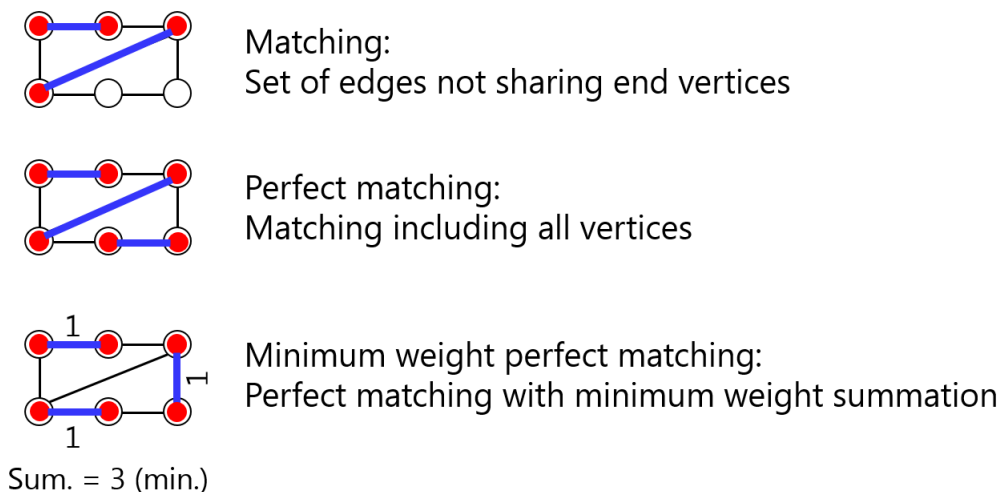 Matching:
Set of edges not sharing end vertices
Perfect matching:
Matching including all vertices
1
1
1
Minimum weight perfect matching:
Perfect matching with minimum weight summation
Sum. = 3 (min.)